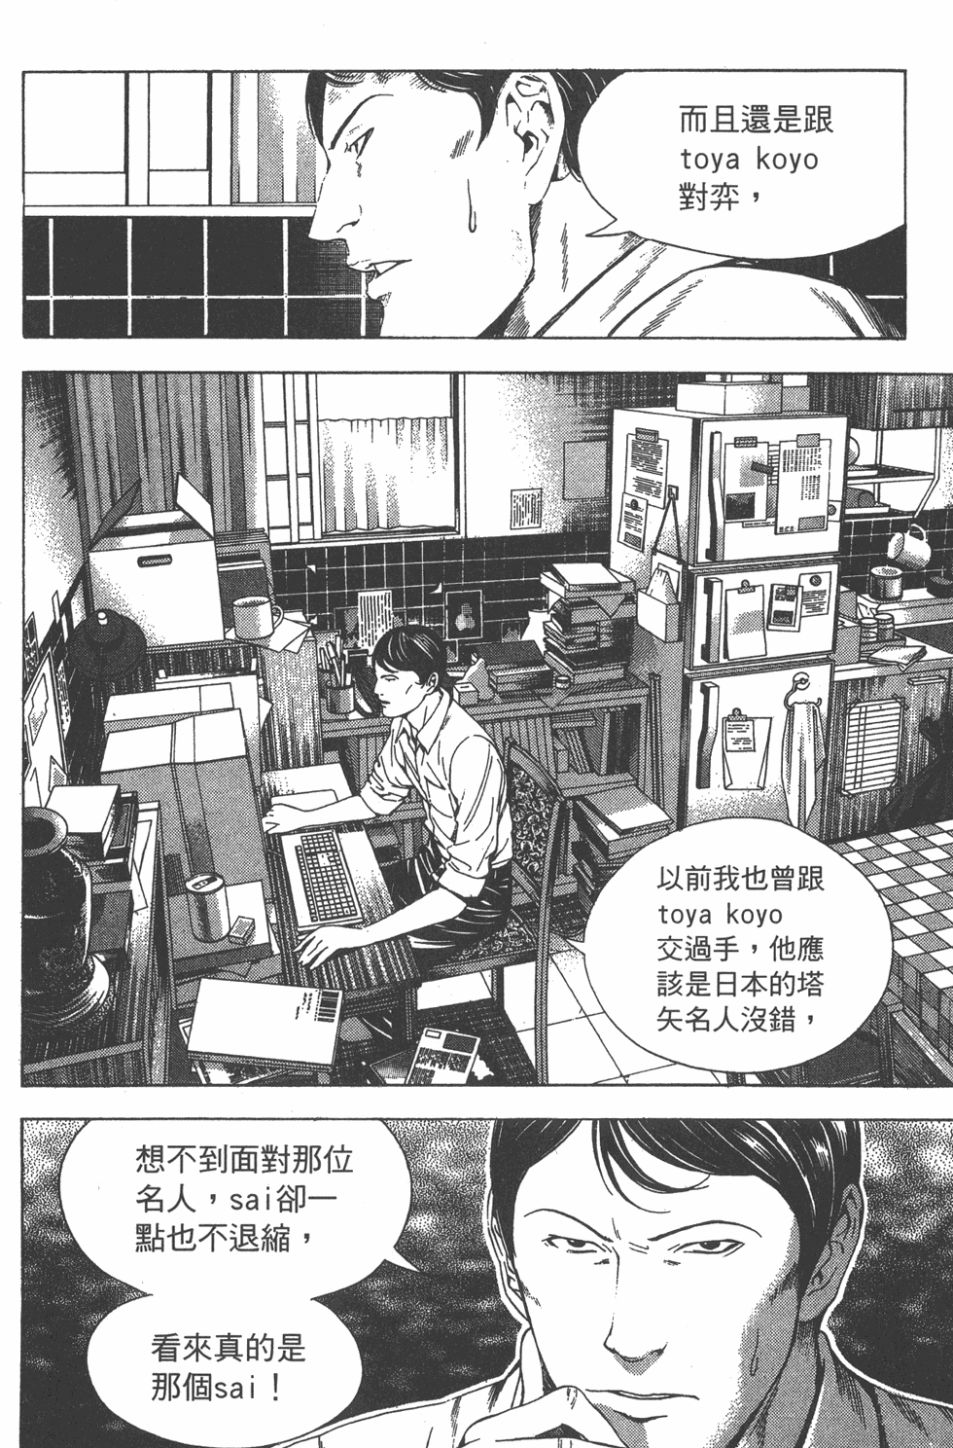 而且還是跟
toya koyo
對弈，
以前我也曾跟
toya koyo
交過手，他應
該是日本的塔
矢名人沒錯，
想不到面對那位
名人，sai卻一
點也不退縮，
看來真的是
那個sai！